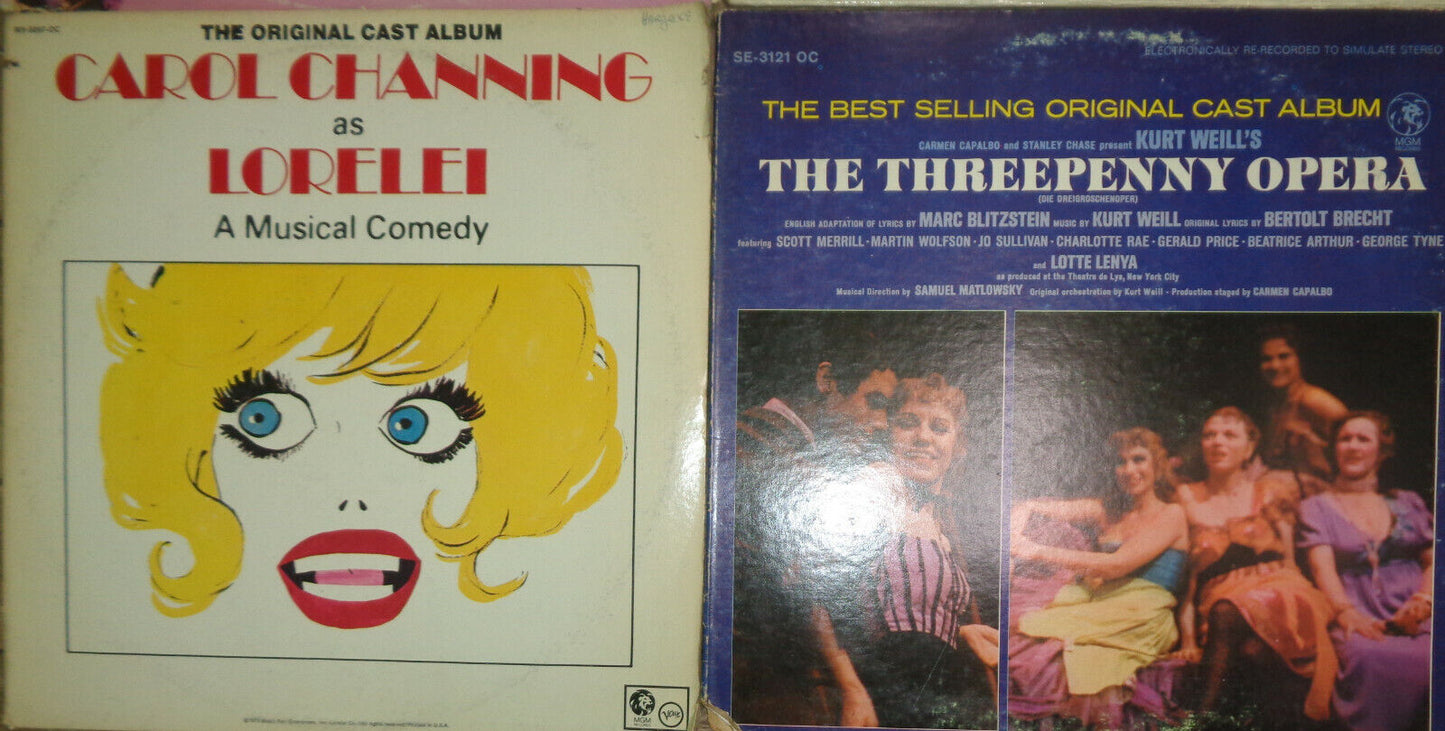 THE ORIGINAL CAST ALBUM
CAROL CHANNING
as
LORELEI
A Musical Comedy
MGM
RECORDS
Verve
SE-3121 OC
ELECTRONICALLY RE-RECORDED TO SIMULATE STEREO
THE BEST SELLING ORIGINAL CAST ALBUM
MGM
RECORDS
CARMEN CAPALBO and STANLEY CHASE present KURT WEILL'S
THE THREEPENNY OPERA
(DIE DREIGROSCHENOPER)
ENGLISH ADAPTATION OF LYRICS BY MARC BLITZSTEIN MUSIC BY KURT WEILL ORIGINAL LYRICS BY BERTOLT BRECHT
featuring SCOTT MERRILL · MARTIN WOLFSON · JO SULLIVAN · CHARLOTTE RAE · GERALD PRICE · BEATRICE ARTHUR · GEORGE TYNE
and LOTTE LENYA
as produced at the Theatre de Lys, New York City
Musical Direction by SAMUEL MATLOWSKY Original orchestration by Kurt Weill - Production staged by CARMEN CAPALBO